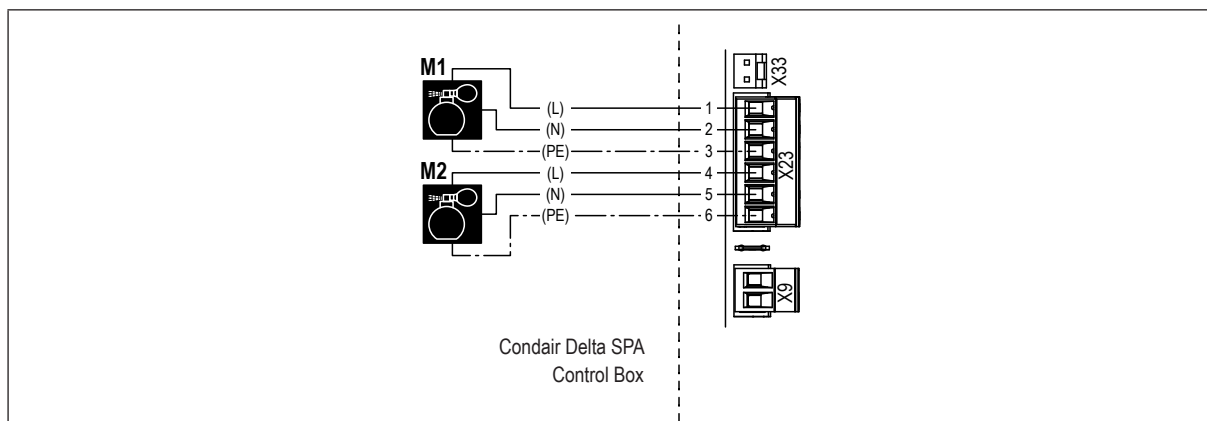 M1
X33
(L) 1
(N) 2
(PE) 3
M2
(L) 4
X23
(N) 5
(PE) 6
X9
Condair Delta SPA
Control Box